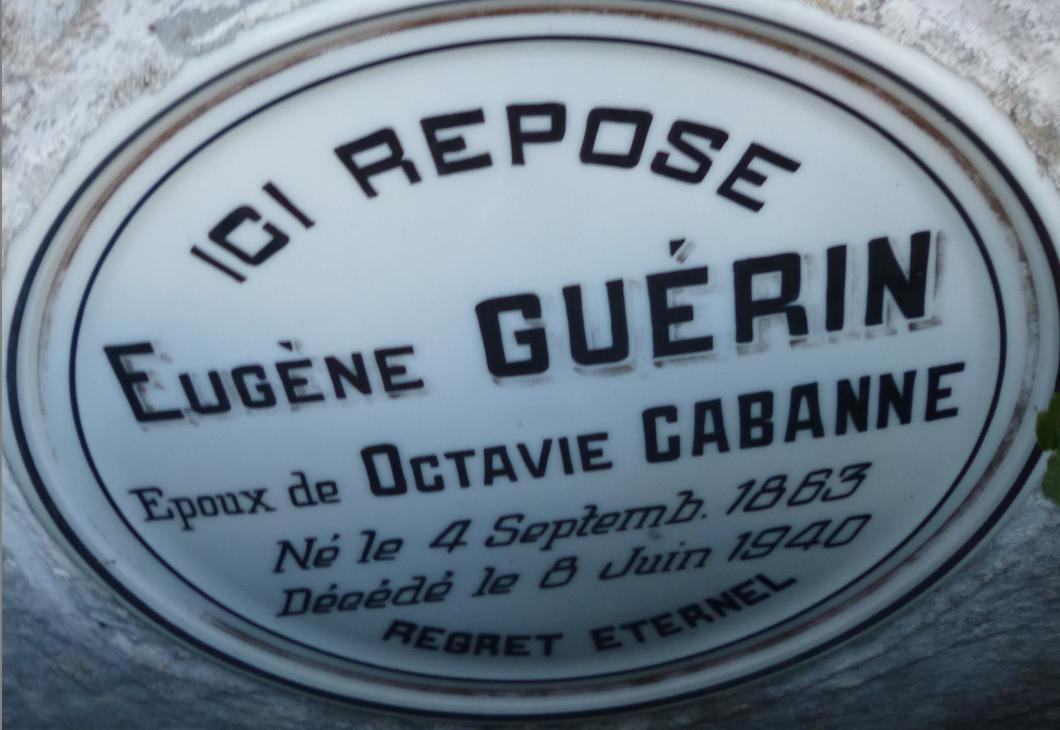 ICI REPOSE
EUGÈNE GUÉRIN
Epoux de OCTAVIE CABANNE
Né le 4 Septemb. 1863
Décédé le 8 Juin 1940
REGRET ETERNEL